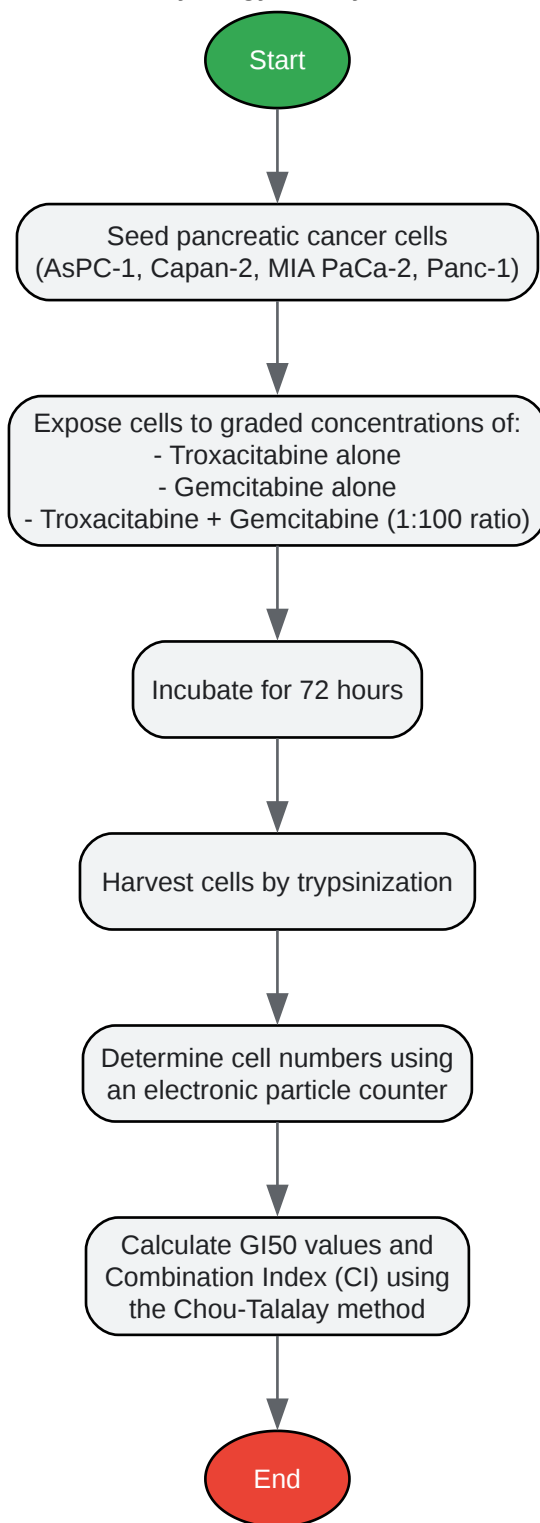 Start
Seed pancreatic cancer cells
(AsPC-1, Capan-2, MIA PaCa-2, Panc-1)
Expose cells to graded concentrations of:
- Troxacitabine alone
- Gemcitabine alone
- Troxacitabine + Gemcitabine (1:100 ratio)
Incubate for 72 hours
Harvest cells by trypsinization
Determine cell numbers using
an electronic particle counter
Calculate GI50 values and
Combination Index (CI) using
the Chou-Talalay method
End